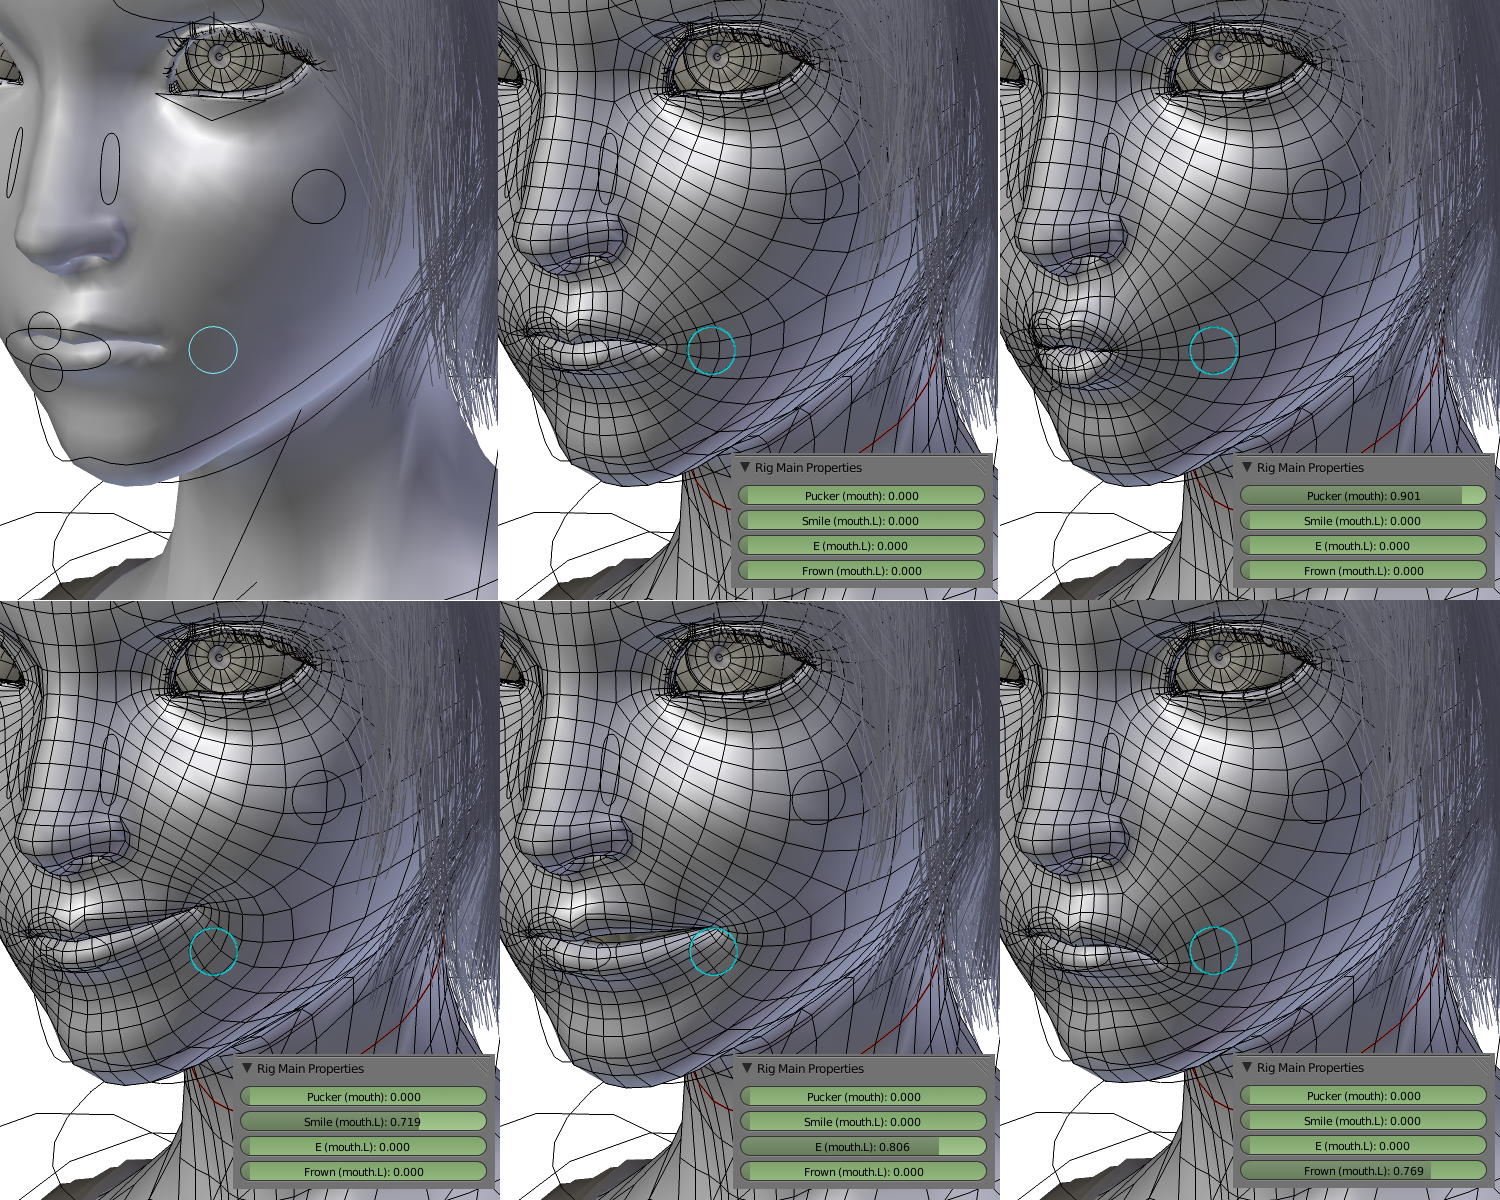 Rig Main Properties
Pucker (mouth): 0.000
Smile (mouth.L): 0.000
E (mouth.L): 0.000
Frown (mouth.L): 0.000
Rig Main Properties
Pucker (mouth): 0.901
Smile (mouth.L): 0.000
E (mouth.L): 0.000
Frown (mouth.L): 0.000
Rig Main Properties
Pucker (mouth): 0.000
Smile (mouth.L): 0.719
E (mouth.L): 0.000
Frown (mouth.L): 0.000
Rig Main Properties
Pucker (mouth): 0.000
Smile (mouth.L): 0.000
E (mouth.L): 0.806
Frown (mouth.L): 0.000
Rig Main Properties
Pucker (mouth): 0.000
Smile (mouth.L): 0.000
E (mouth.L): 0.000
Frown (mouth.L): 0.769